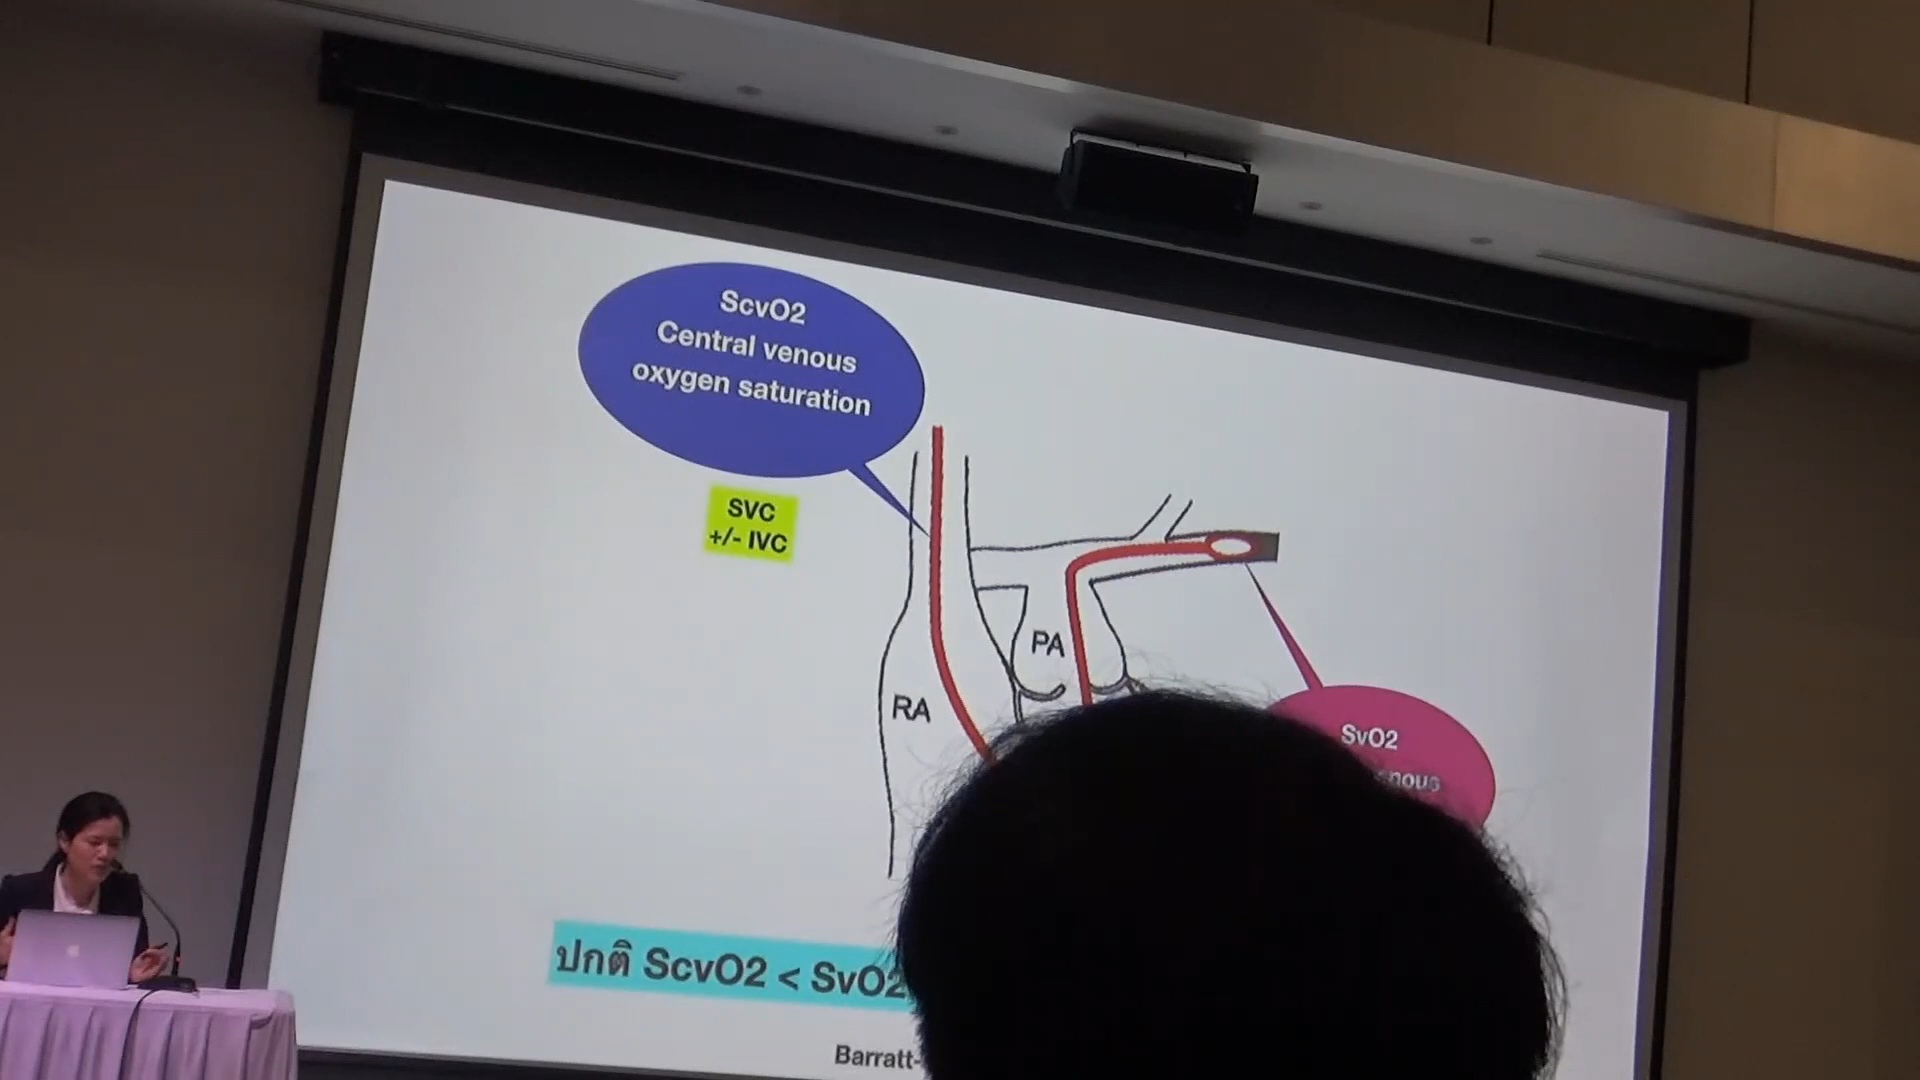 ScvO2
Central venous
oxygen saturation
SVC
+/- IVC
PA
RA
SvO2
ปกติ ScvO2 < SvO2
Barratt-